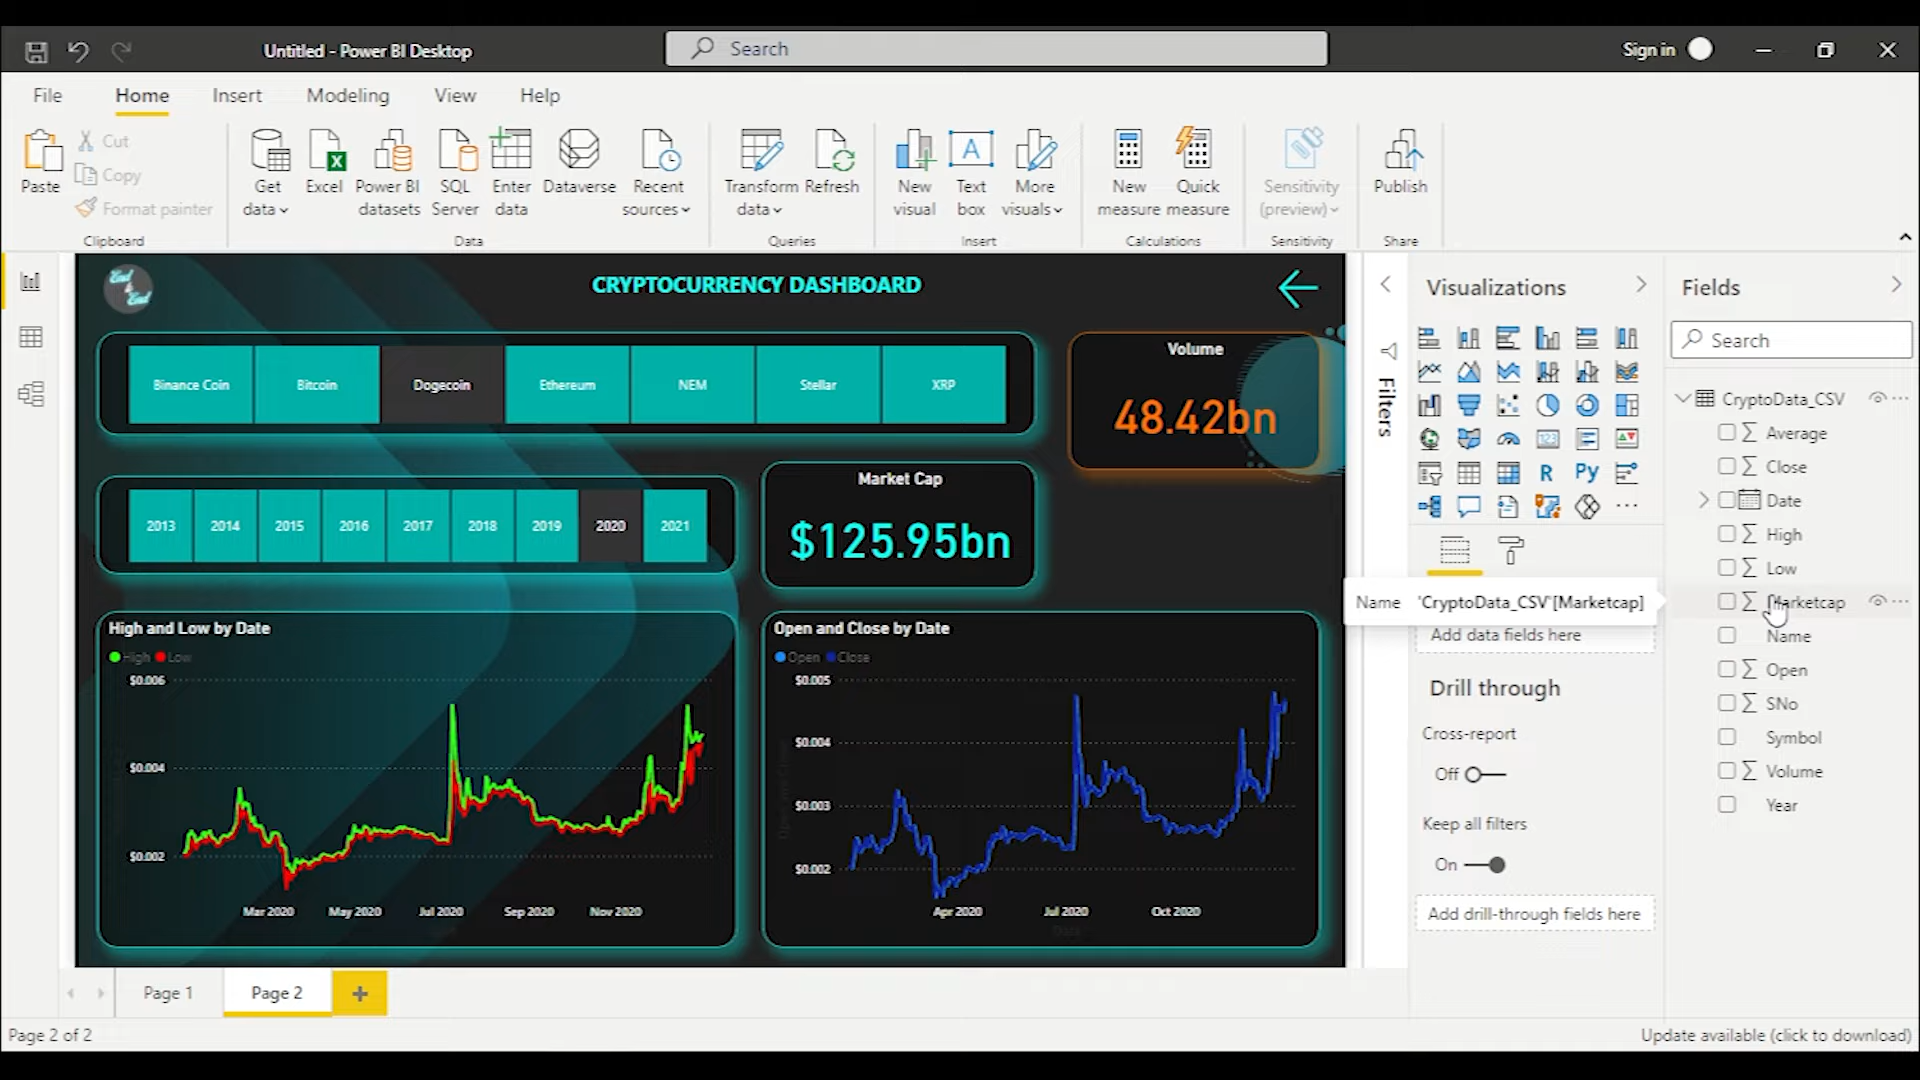 Untitled - Power BI Desktop
Search
Sign in
File
Home
Insert
Modeling
View
Help
Paste
Cut
Copy
Format painter
Clipboard
Get data
Excel
Power BI datasets
SQL Server
Enter data
Dataverse
Recent sources
Data
Transform data
Refresh
Queries
New visual
Text box
More visuals
Insert
New measure
Quick measure
Calculations
Sensitivity (preview)
Sensitivity
Publish
Share
End 4 End
CRYPTOCURRENCY DASHBOARD
Binance Coin
Bitcoin
Dogecoin
Ethereum
NEM
Stellar
XRP
Volume
48.42bn
2013
2014
2015
2016
2017
2018
2019
2020
2021
Market Cap
$125.95bn
High and Low by Date
High Low
$0.006
$0.004
$0.002
Mar 2020
May 2020
Jul 2020
Sep 2020
Nov 2020
Open and Close by Date
Open Close
$0.005
$0.004
$0.003
$0.002
Apr 2020
Jul 2020
Oct 2020
Date
Filters
Visualizations
123
R
Py
Name 'CryptoData_CSV'[Marketcap]
Add data fields here
Drill through
Cross-report
Off
Keep all filters
On
Add drill-through fields here
Fields
Search
CryptoData_CSV
Average
Close
Date
High
Low
Marketcap
Name
Open
SNo
Symbol
Volume
Year
Page 1
Page 2
Page 2 of 2
Update available (click to download)